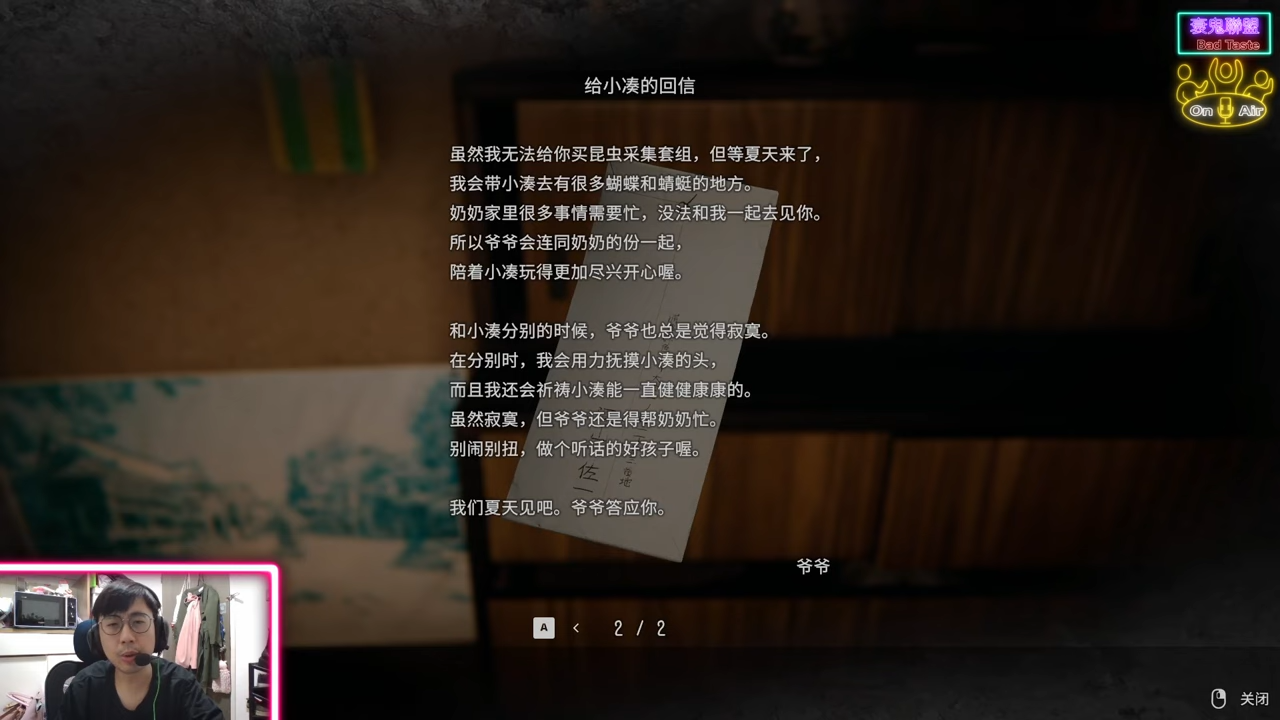 衰鬼聯盟
Bad Taste
On Air
给小凑的回信
虽然我无法给你买昆虫采集套组，但等夏天来了，
我会带小凑去有很多蝴蝶和蜻蜓的地方。
奶奶家里很多事情需要忙，没法和我一起去见你。
所以爷爷会连同奶奶的份一起，
陪着小凑玩得更加尽兴开心喔。
和小凑分别的时候，爷爷也总是觉得寂寞。
在分别时，我会用力抚摸小凑的头，
而且我还会祈祷小凑能一直健健康康的。
虽然寂寞，但爷爷还是得帮奶奶忙。
别闹别扭，做个听话的好孩子喔。
我们夏天见吧。爷爷答应你。
爷爷
A < 2 / 2
关闭